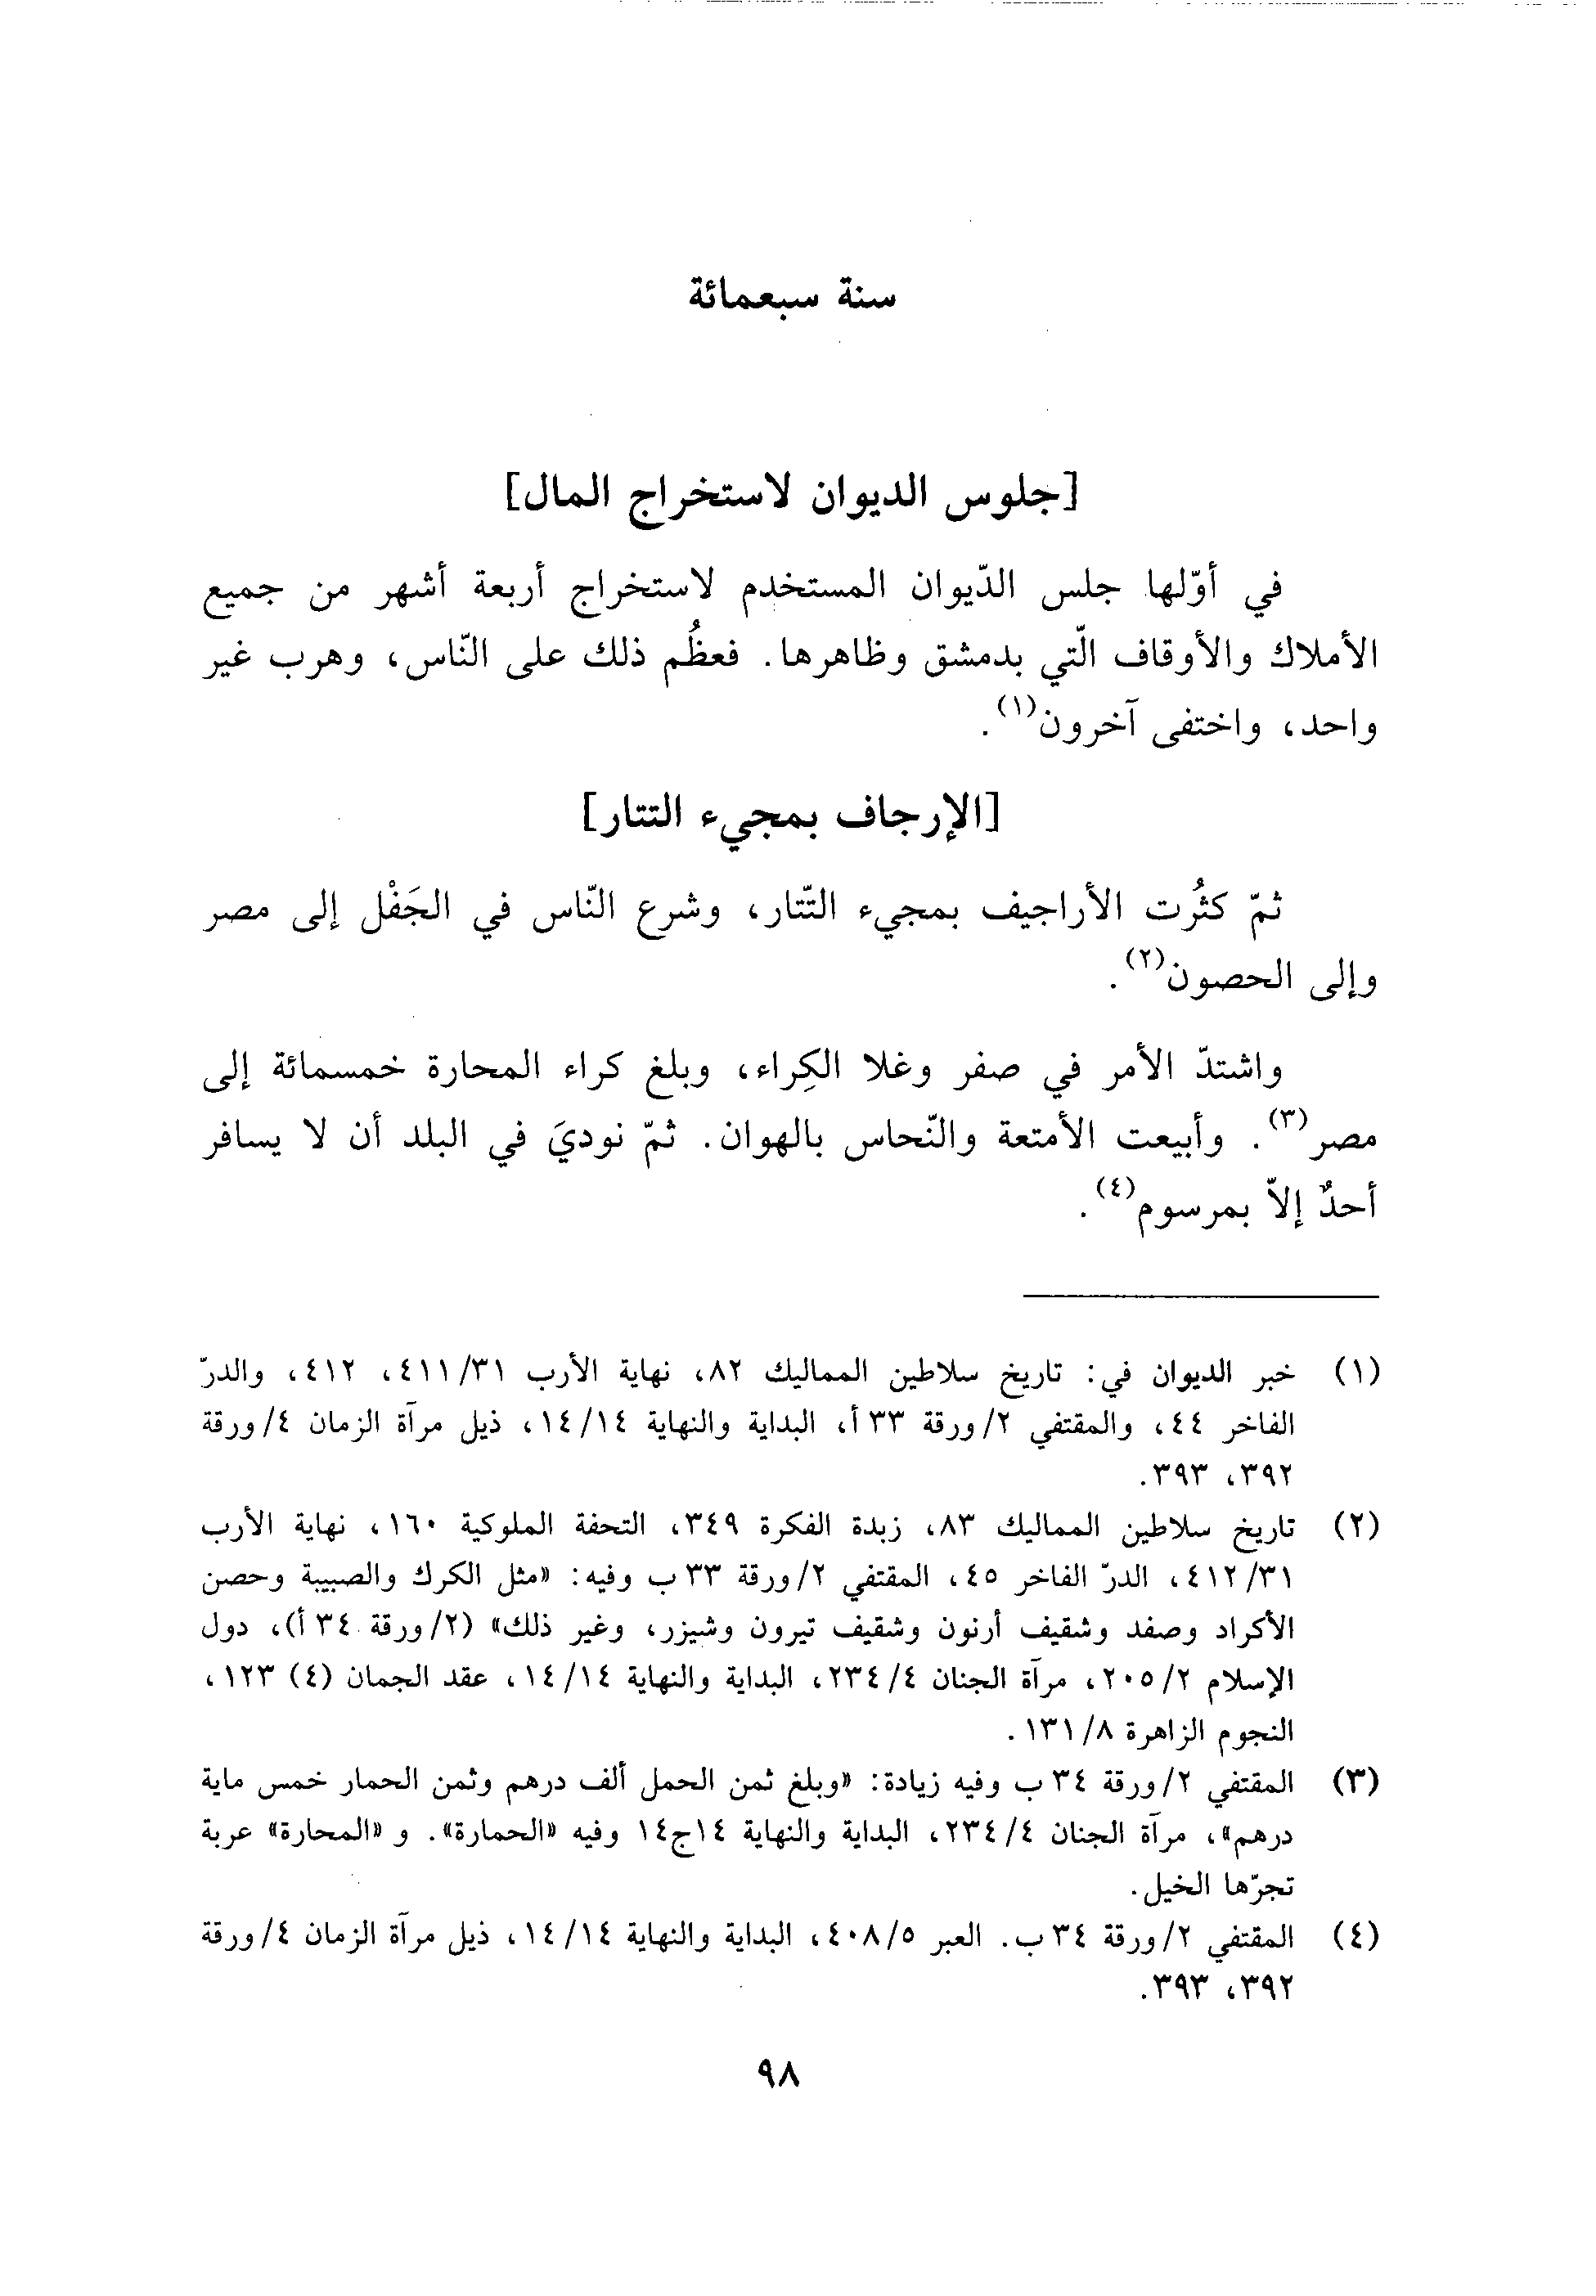 سنة سبعمائة
[جلوس الديوان لاستخراج المال]
في أوّلها جلس الدّيوان المستخدم لاستخراج أربعة أشهر من جميع
الأملاك والأوقاف الّتي بدمشق وظاهرها. فعظُم ذلك على النّاس، وهرب غير
واحد، واختفى آخرون(١).
[الإرجاف بمجيء التتار]
ثمّ كثُرت الأراجيف بمجيء التّتار، وشرع النّاس في الجَفْل إلى مصر
وإلى الحصون(٢).
واشتدّ الأمر في صفر وغلا الكِراء، وبلغ كراء المحارة خمسمائة إلى
مصر(٣). وأبيعت الأمتعة والنّحاس بالهوان. ثمّ نوديَ في البلد أن لا يسافر
أحدٌ إلاّ بمرسوم(٤).
(١) خبر الديوان في: تاريخ سلاطين المماليك ٨٢، نهاية الأرب ٤١١/٣١، ٤١٢، والدرّ
الفاخر ٤٤، والمقتفي ٢/ورقة ٣٣ أ، البداية والنهاية ١٤/١٤، ذيل مرآة الزمان ٤/ورقة
٣٩٢، ٣٩٣.
(٢) تاريخ سلاطين المماليك ٨٣، زبدة الفكرة ٣٤٩، التحفة الملوكية ١٦٠، نهاية الأرب
٤١٢/٣١، الدرّ الفاخر ٤٥، المقتفي ٢/ورقة ٣٣ ب وفيه: «مثل الكرك والصبيبة وحصن
الأكراد وصفد وشقيف أرنون وشقيف تيرون وشيزر، وغير ذلك» (٢/ورقة ٣٤ أ)، دول
الإسلام ٢٠٥/٢، مرآة الجنان ٢٣٤/٤، البداية والنهاية ١٤/١٤، عقد الجمان (٤) ١٢٣،
النجوم الزاهرة ١٣١/٨.
(٣) المقتفي ٢/ورقة ٣٤ ب وفيه زيادة: «وبلغ ثمن الحمل ألف درهم وثمن الحمار خمس ماية
درهم»، مرآة الجنان ٢٣٤/٤، البداية والنهاية ١٤ج١٤ وفيه «الحمارة». و «المحارة» عربة
تجرّها الخيل.
(٤) المقتفي ٢/ورقة ٣٤ ب. العبر ٤٠٨/٥، البداية والنهاية ١٤/١٤، ذيل مرآة الزمان ٤/ورقة
٣٩٢، ٣٩٣.
٩٨